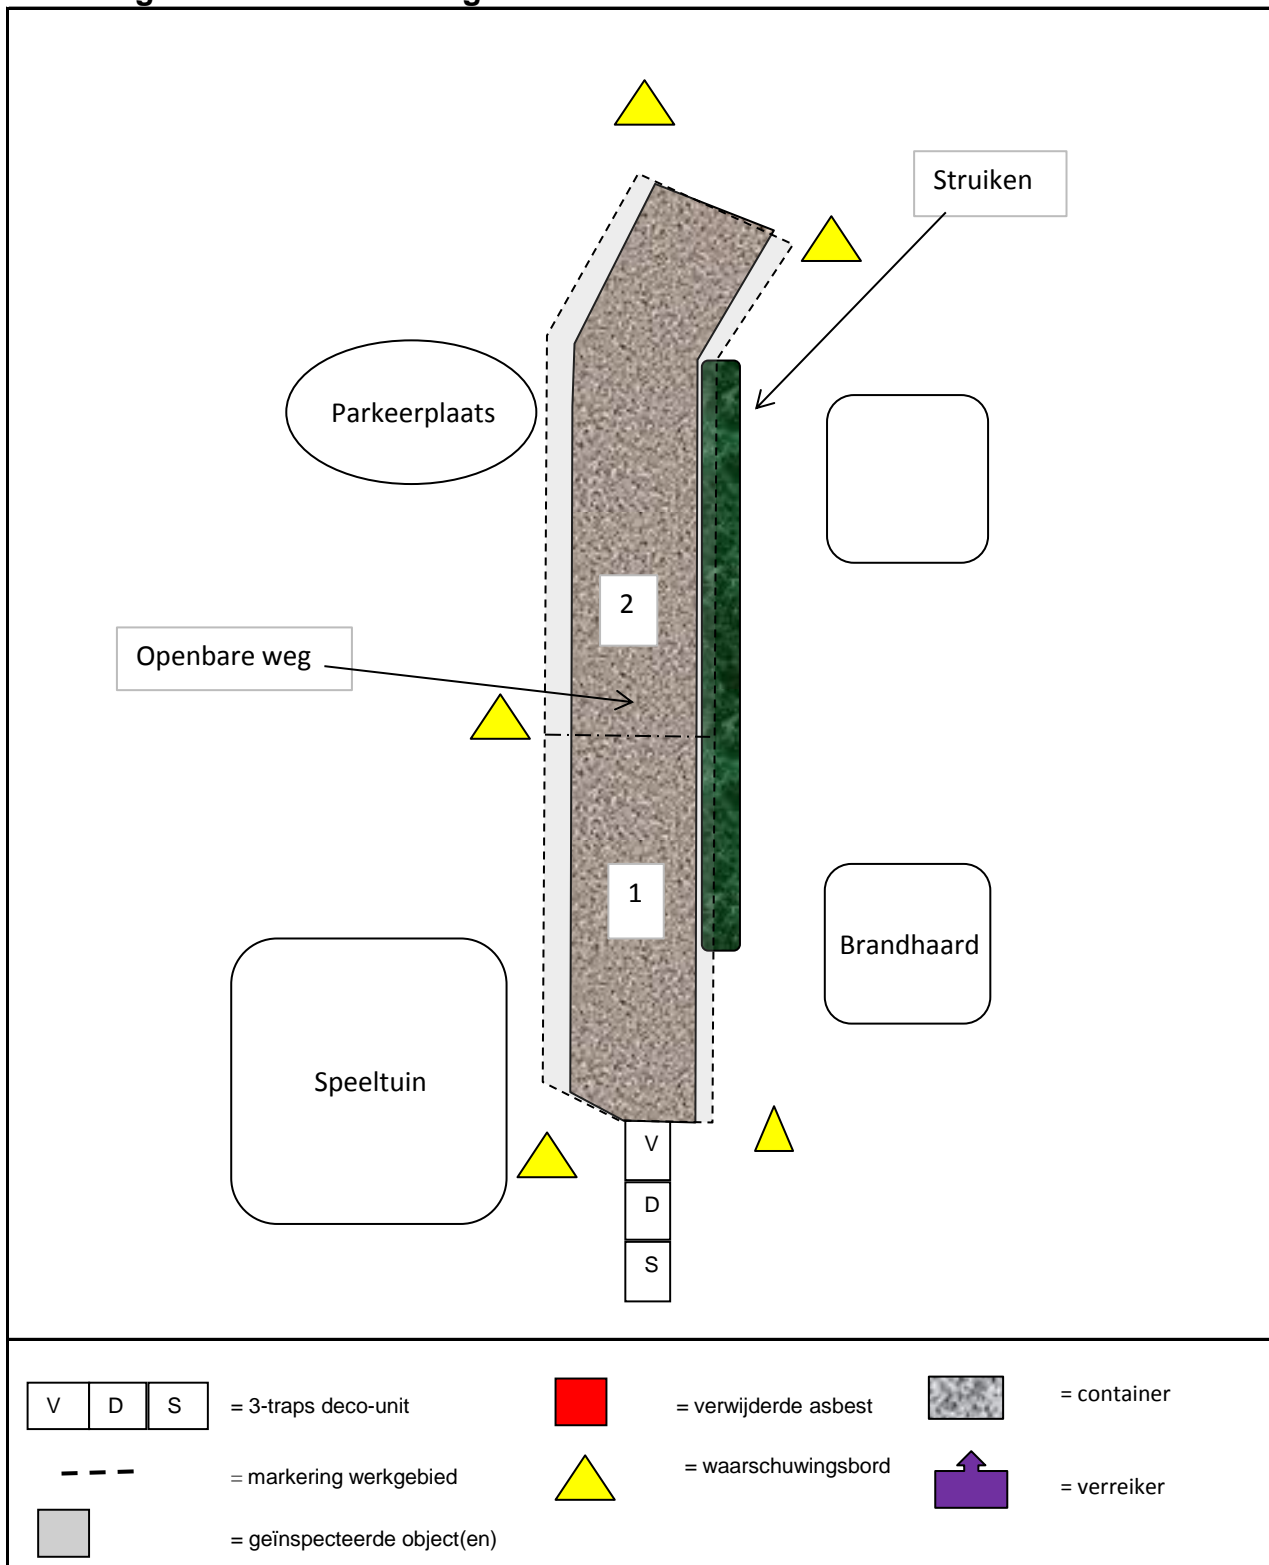 Struiken
Parkeerplaats
2
Openbare weg
1
Brandhaard
Speeltuin
V
D
S
V D S = 3-traps deco-unit
= verwijderde asbest
= container
= markering werkgebied
= waarschuwingsbord
= verreiker
= geïnspecteerde object(en)